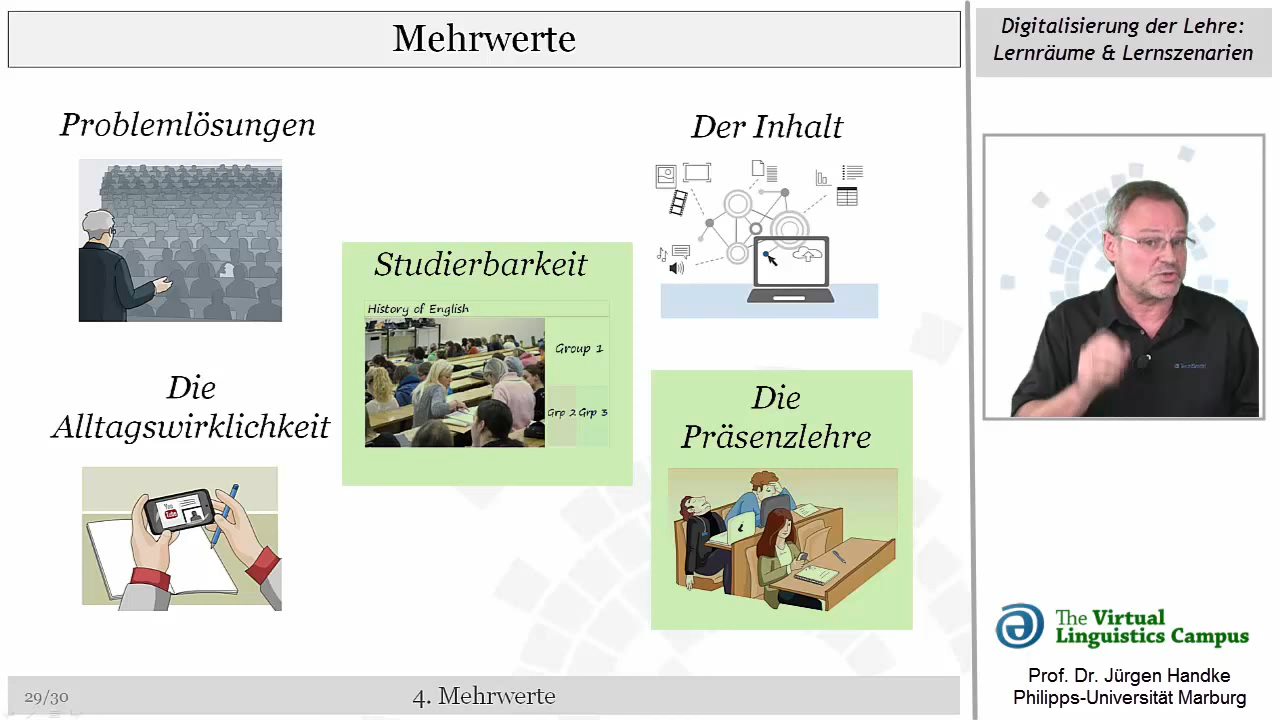 Mehrwerte
Digitalisierung der Lehre:
Lernräume & Lernszenarien
Problemlösungen
Der Inhalt
Studierbarkeit
History of English
Group 1
Grp 2 Grp 3
Die
Alltagswirklichkeit
Die
Präsenzlehre
You
Tube
The Virtual
Linguistics Campus
Prof. Dr. Jürgen Handke
Philipps-Universität Marburg
29/30
4. Mehrwerte